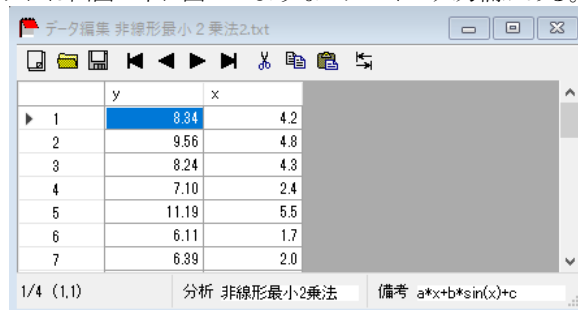 データ編集 非線形最小２乗法2.txt
y x
1 8.34 4.2
2 9.56 4.8
3 8.24 4.3
4 7.10 2.4
5 11.19 5.5
6 6.11 1.7
7 6.39 2.0
1/4 (1,1) 分析 非線形最小2乗法 備考 a*x+b*sin(x)+c